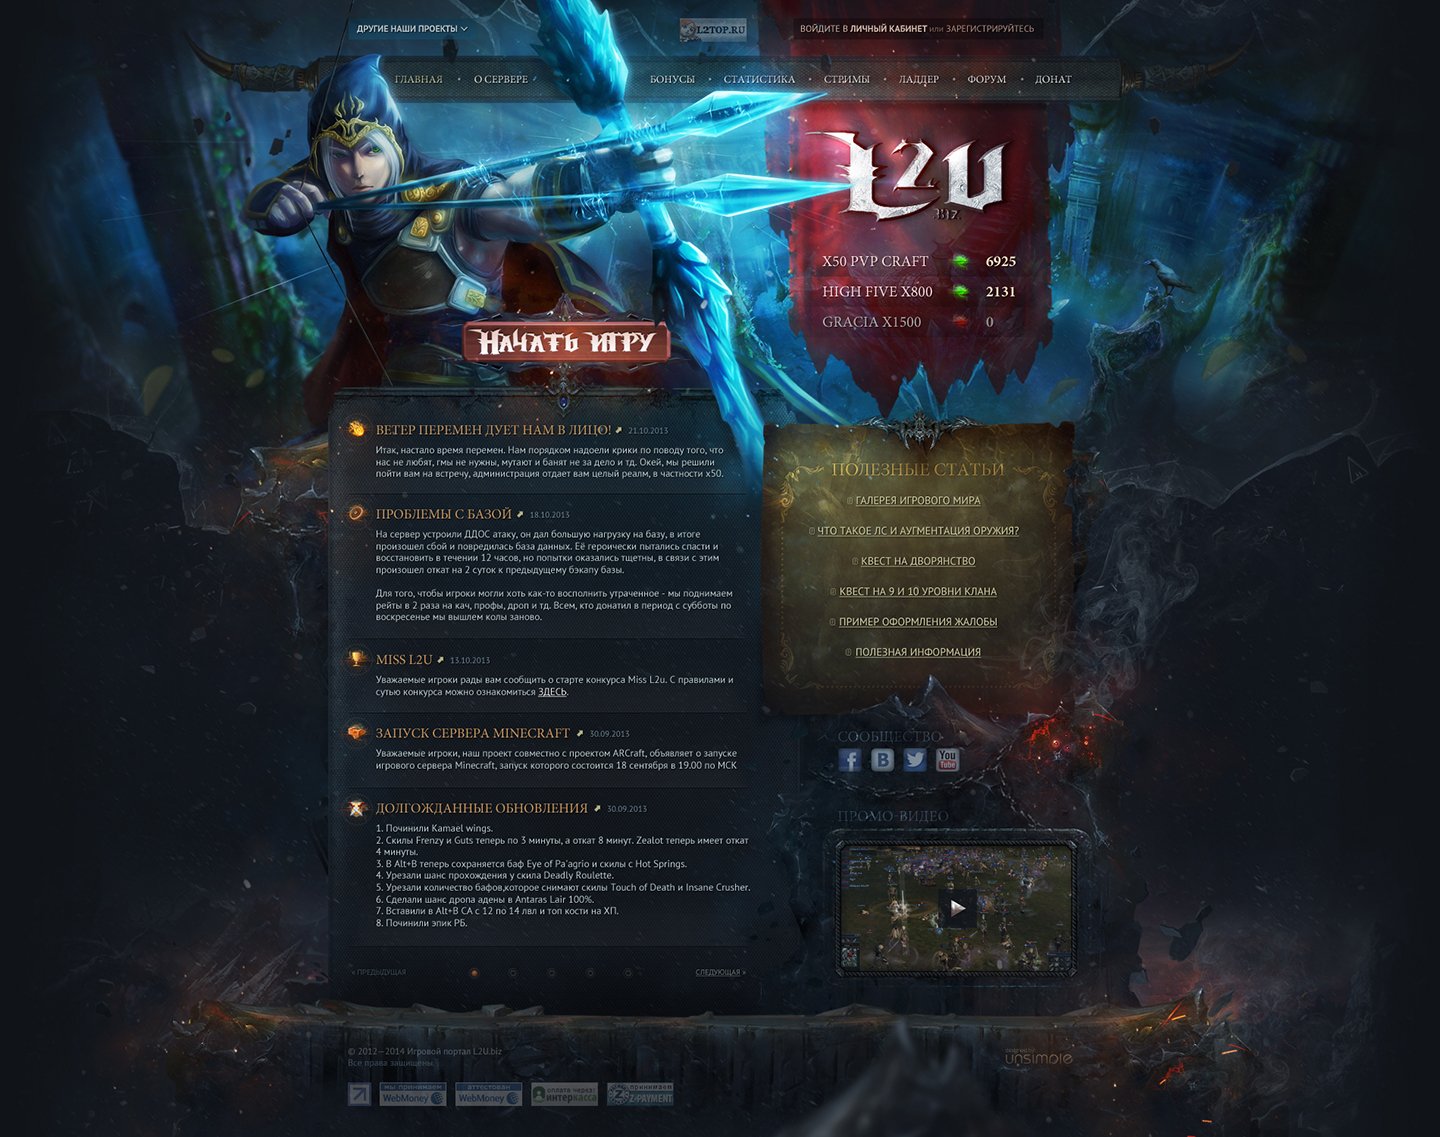 ДРУГИЕ НАШИ ПРОЕКТЫ
L2TOP.RU
ВОЙДИТЕ В ЛИЧНЫЙ КАБИНЕТ или ЗАРЕГИСТРИРУЙТЕСЬ
ГЛАВНАЯ • О СЕРВЕРЕ БОНУСЫ • СТАТИСТИКА • СТРИМЫ • ЛАДДЕР • ФОРУМ • ДОНАТ
L2U
.Biz
X50 PVP CRAFT 6925
HIGH FIVE X800 2131
GRACIA X1500 0
НАЧАТЬ ИГРУ
ВЕТЕР ПЕРЕМЕН ДУЕТ НАМ В ЛИЦО! 21.10.2013
Итак, настало время перемен. Нам порядком надоели крики по поводу того, что
нас не любят, гмы не нужны, мутают и банят не за дело и тд. Окей, мы решили
пойти вам на встречу, администрация отдает вам целый реалм, в частности х50.
ПРОБЛЕМЫ С БАЗОЙ 18.10.2013
На сервер устроили ДДОС атаку, он дал большую нагрузку на базу, в итоге
произошел сбой и повредилась база данных. Её героически пытались спасти и
восстановить в течении 12 часов, но попытки оказались тщетны, в связи с этим
произошел откат на 2 суток к предыдущему бэкапу базы.
Для того, чтобы игроки могли хоть как-то восполнить утраченное - мы поднимаем
рейты в 2 раза на кач, профы, дроп и тд. Всем, кто донатил в период с субботы по
воскресенье мы вышлем колы заново.
MISS L2U 13.10.2013
Уважаемые игроки рады вам сообщить о старте конкурса Miss L2u. С правилами и
сутью конкурса можно ознакомиться ЗДЕСЬ.
ЗАПУСК СЕРВЕРА MINECRAFT 30.09.2013
Уважаемые игроки, наш проект совместно с проектом ARCraft, объявляет о запуске
игрового сервера Minecraft, запуск которого состоится 18 сентября в 19.00 по МСК
ДОЛГОЖДАННЫЕ ОБНОВЛЕНИЯ 30.09.2013
1. Починили Kamael wings.
2. Скилы Frenzy и Guts теперь по 3 минуты, а откат 8 минут. Zealot теперь имеет откат
4 минуты.
3. В Alt+B теперь сохраняется баф Eye of Pa'agrio и скилы с Hot Springs.
4. Урезали шанс прохождения у скила Deadly Roulette.
5. Урезали количество бафов,которое снимают скилы Touch of Death и Insane Crusher.
6. Сделали шанс дропа адены в Antaras Lair 100%.
7. Вставили в Alt+B СА с 12 по 14 лвл и топ кости на ХП.
8. Починили эпик РБ.
« ПРЕДЫДУЩАЯ СЛЕДУЮЩАЯ »
ПОЛЕЗНЫЕ СТАТЬИ
ГАЛЕРЕЯ ИГРОВОГО МИРА
ЧТО ТАКОЕ ЛС И АУГМЕНТАЦИЯ ОРУЖИЯ?
КВЕСТ НА ДВОРЯНСТВО
КВЕСТ НА 9 И 10 УРОВНИ КЛАНА
ПРИМЕР ОФОРМЛЕНИЯ ЖАЛОБЫ
ПОЛЕЗНАЯ ИНФОРМАЦИЯ
СООБЩЕСТВО
f B You Tube
ПРОМО-ВИДЕО
© 2012—2014 Игровой портал L2U.biz
Все права защищены.
unsimple
мы принимаем WebMoney
аттестован WebMoney
оплата через: интеркасса
принимаем Z-PAYMENT